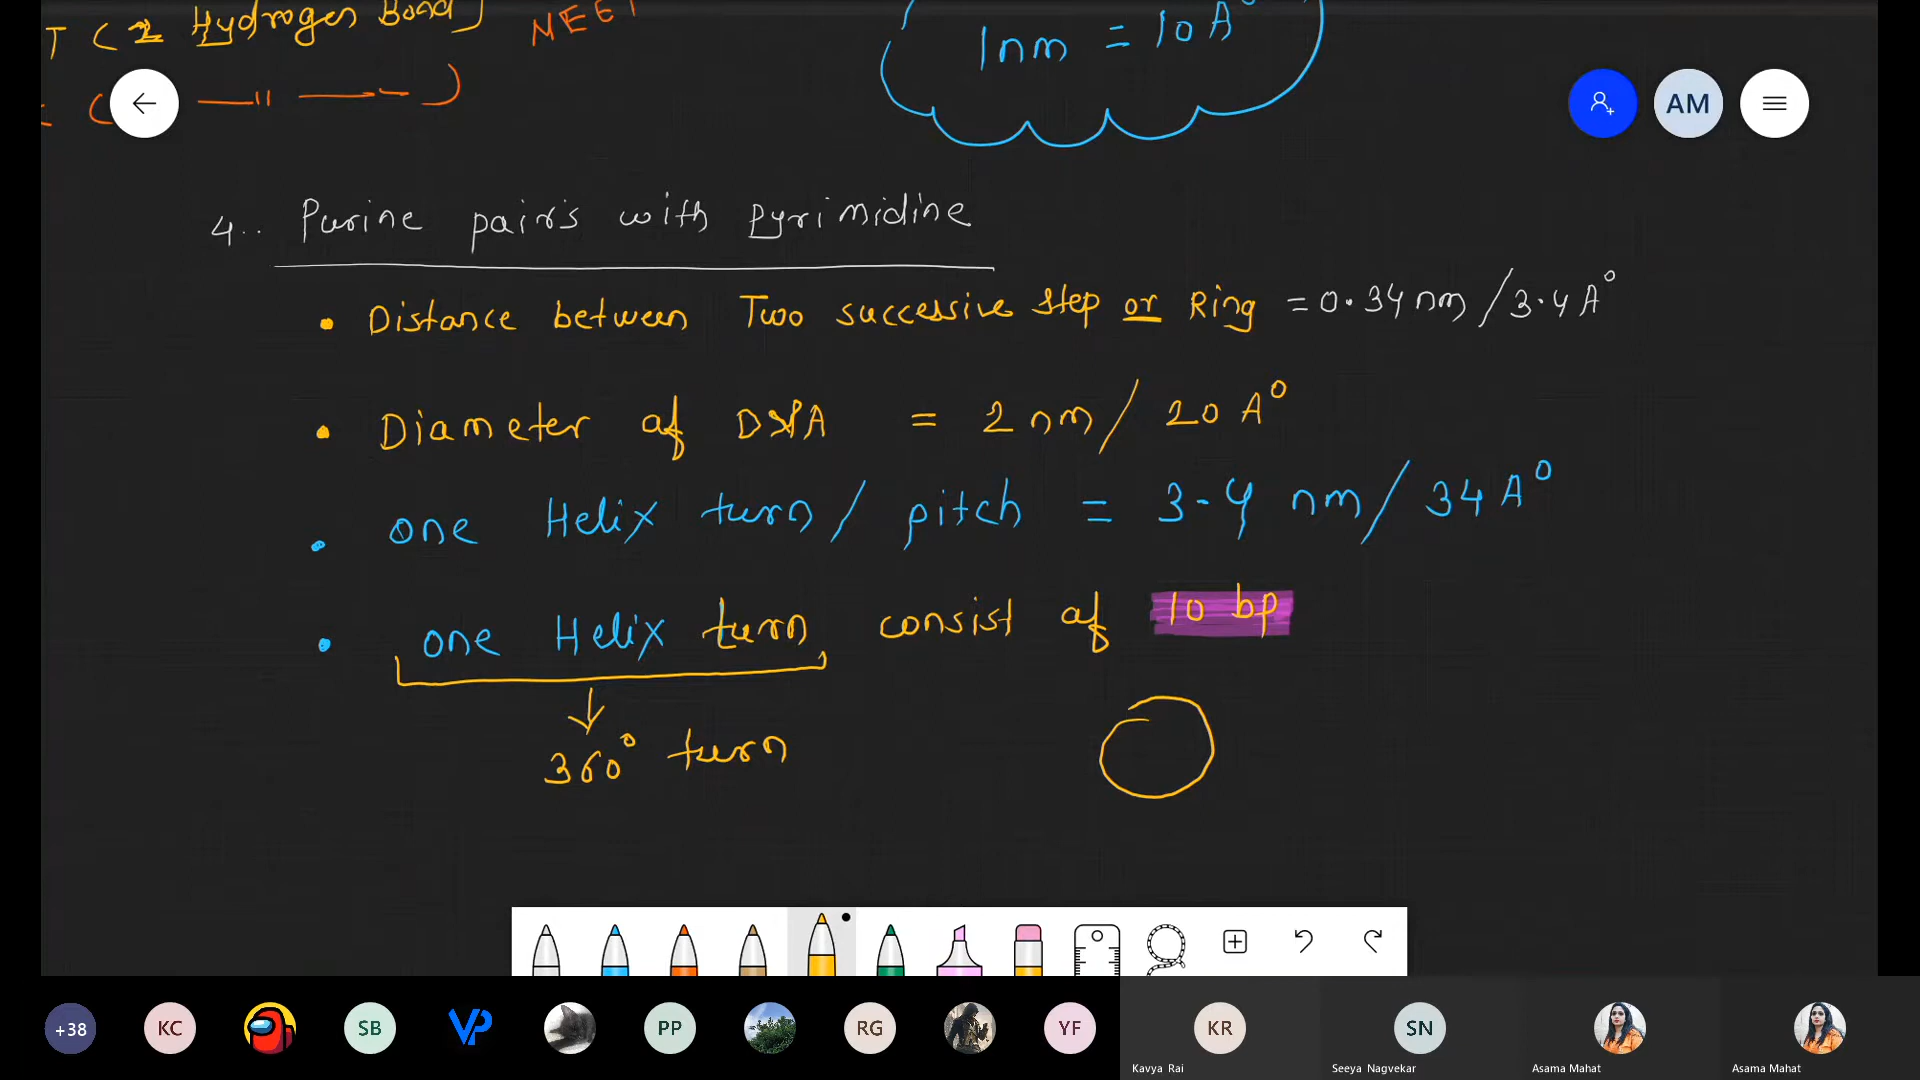 T ( 2 Hydrogen Bond) NEET
1nm = 10 A°
( —〃——— )
AM
4.. Purine pairs with pyrimidine
• Distance between Two successive step or Ring = 0.34 nm / 3.4 A°
• Diameter of DNA = 2 nm / 20 A°
• one Helix turn / pitch = 3.4 nm / 34 A°
• one Helix turn consist of 10 bp
↓
360° turn
+38 KC SB VP PP RG YF KR SN
Kavya Rai Seeya Nagvekar Asama Mahat Asama Mahat